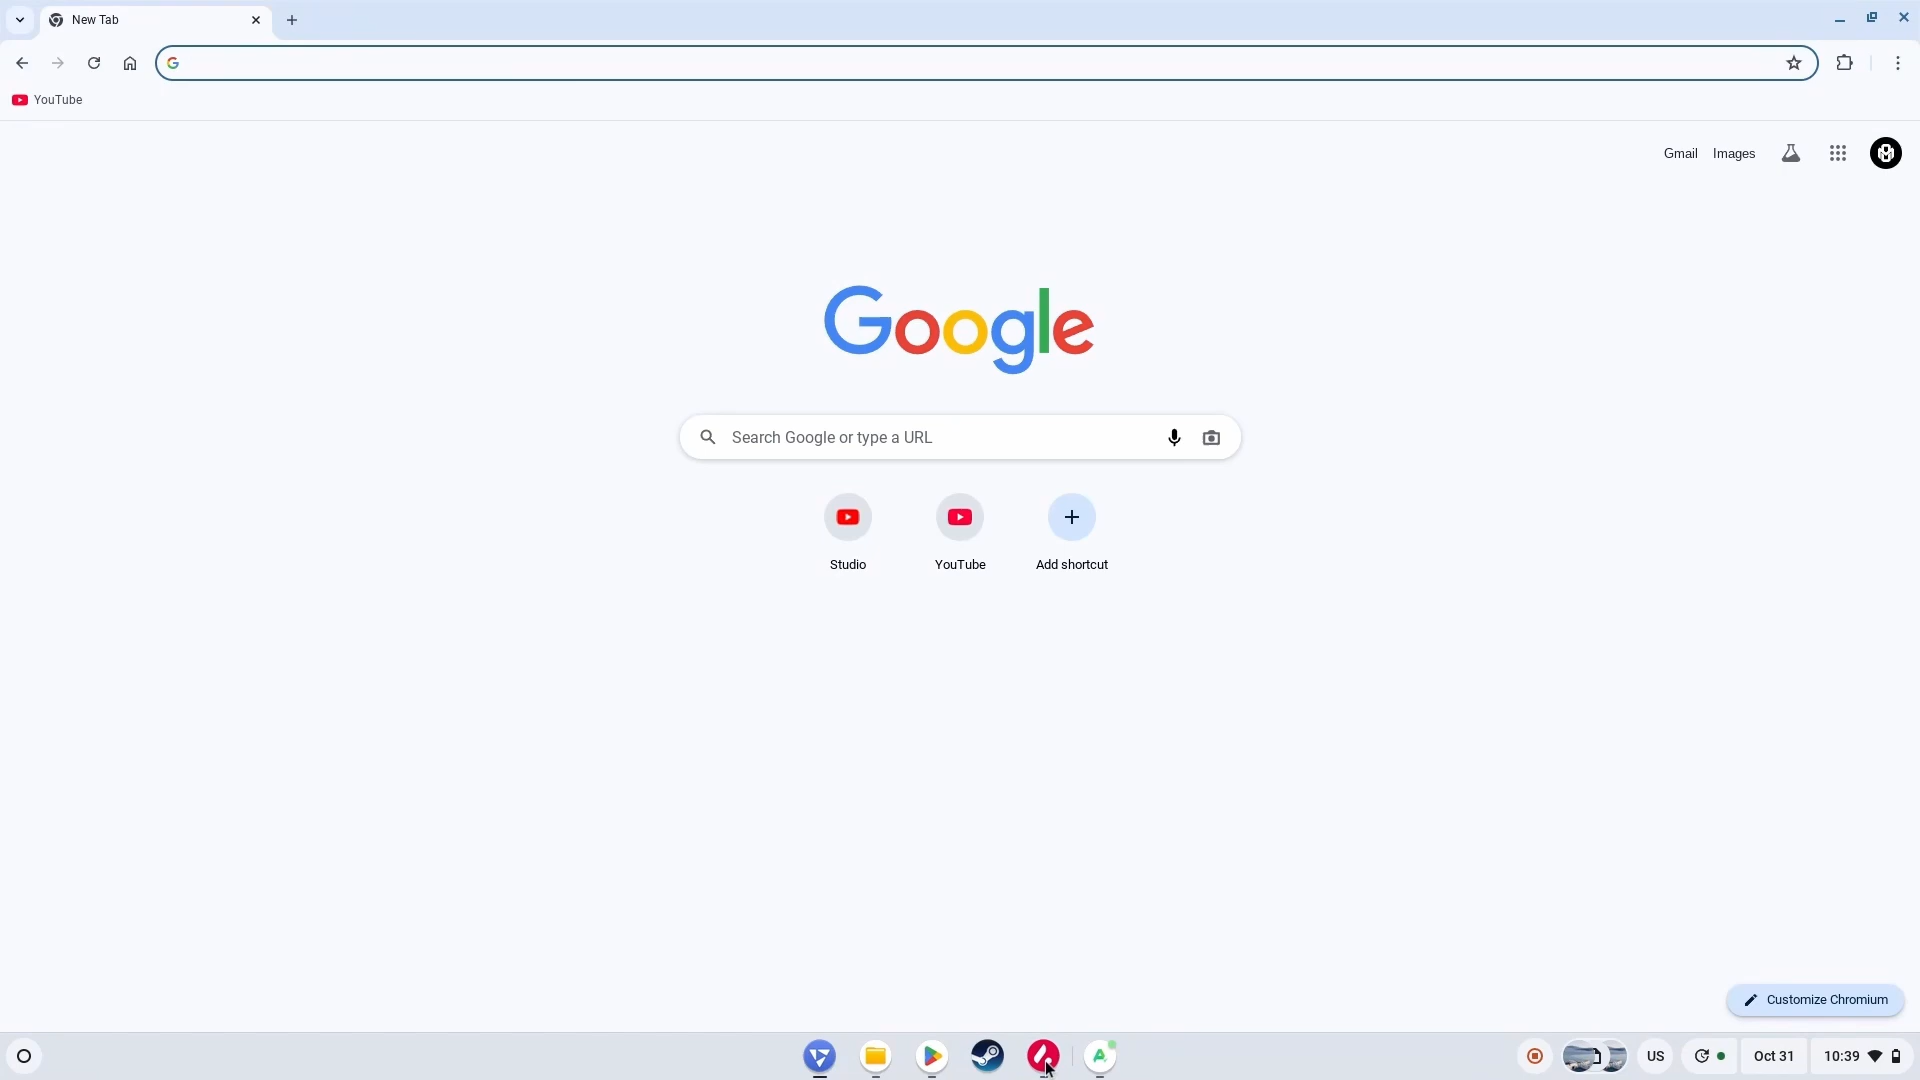 New Tab
YouTube
Gmail Images
Google
Search Google or type a URL
Studio YouTube Add shortcut
Customize Chromium
US Oct 31 10:39